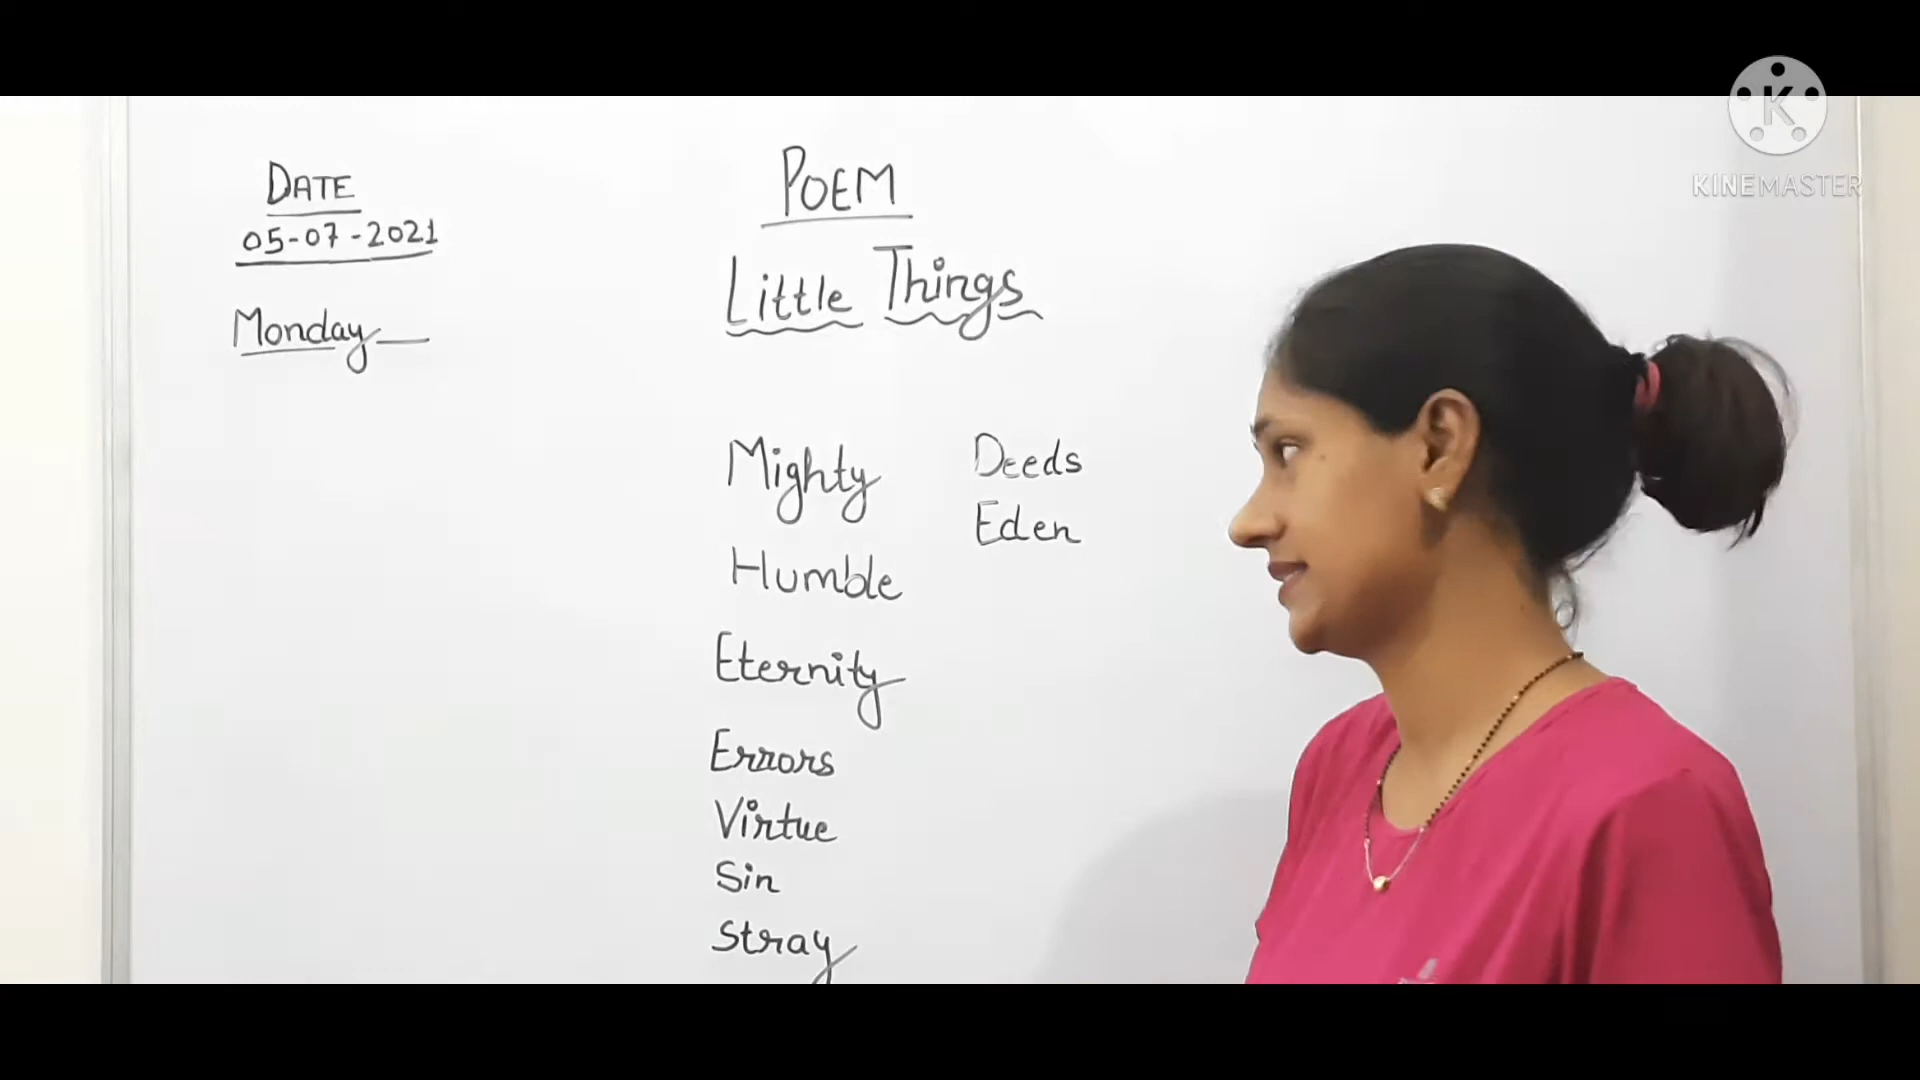 DATE
05-07-2021
Monday
POEM
Little Things
Mighty
Humble
Eternity
Errors
Virtue
Sin
Stray
Deeds
Eden
K
KINEMASTER